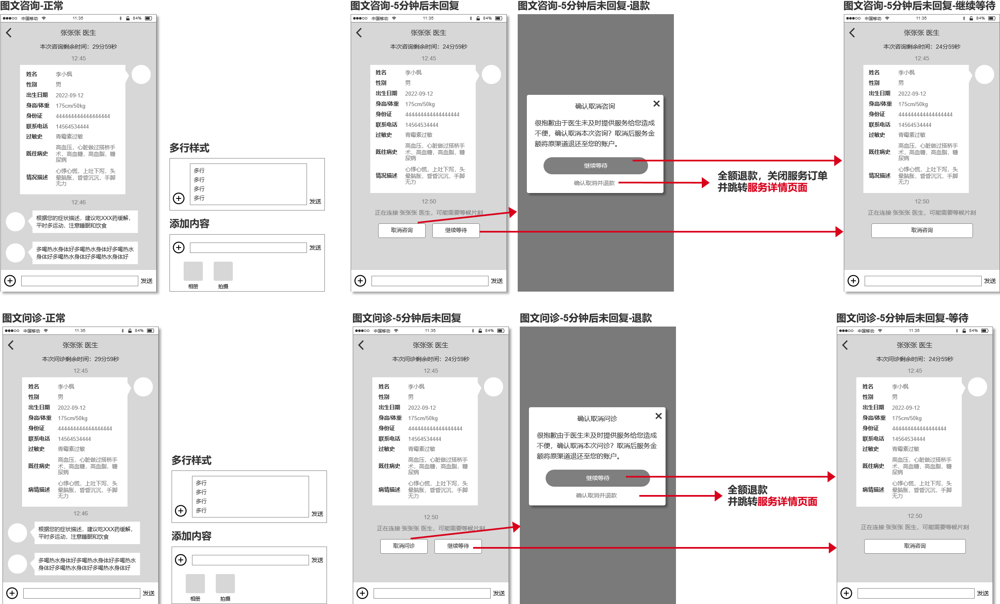 图文咨询-正常
中国移动
11:35
84%
张张张 医生
本次咨询剩余时间：29分59秒
12:45
姓名 李小枫
性别 男
出生日期 2022-09-12
身高/体重 175cm/50kg
身份证 444444444444444444
联系电话 14564534444
过敏史 青霉素过敏
既往病史 高血压，心脏做过搭桥手
术，高血糖，高血脂，糖
尿病
情况描述 心悸心慌，上吐下泻，头
晕脑胀，昏昏沉沉，手脚
无力
12:46
根据您的症状描述，建议吃XXX药缓解，
平时多运动，注意睡眠和饮食
多喝热水身体好多喝热水身体好多喝热水
身体好多喝热水身体好多喝热水身体好
发送
多行样式
多行
多行
多行
多行
发送
添加内容
发送
相册 拍摄
图文咨询-5分钟后未回复
中国移动
11:35
84%
张张张 医生
本次咨询剩余时间：24分59秒
12:45
姓名 李小枫
性别 男
出生日期 2022-09-12
身高/体重 175cm/50kg
身份证 444444444444444444
联系电话 14564534444
过敏史 青霉素过敏
既往病史 高血压，心脏做过搭桥手
术，高血糖，高血脂，糖
尿病
情况描述 心悸心慌，上吐下泻，头
晕脑胀，昏昏沉沉，手脚
无力
12:50
正在连接 张张张 医生，可能需要等候片刻
取消咨询 继续等待
发送
图文咨询-5分钟后未回复-退款
确认取消咨询
很抱歉由于医生未及时提供服务给您造成
不便，确认取消本次咨询？取消后服务金
额将原渠道退还至您的账户。
继续等待
确认取消并退款
全额退款，关闭服务订单
并跳转服务详情页面
图文咨询-5分钟后未回复-继续等待
中国移动
11:35
84%
张张张 医生
本次咨询剩余时间：24分59秒
12:45
姓名 李小枫
性别 男
出生日期 2022-09-12
身高/体重 175cm/50kg
身份证 444444444444444444
联系电话 14564534444
过敏史 青霉素过敏
既往病史 高血压，心脏做过搭桥手
术，高血糖，高血脂，糖
尿病
情况描述 心悸心慌，上吐下泻，头
晕脑胀，昏昏沉沉，手脚
无力
12:50
正在连接 张张张 医生，可能需要等候片刻
取消咨询
发送
图文问诊-正常
中国移动
11:35
84%
张张张 医生
本次问诊剩余时间：29分59秒
12:45
姓名 李小枫
性别 男
出生日期 2022-09-12
身高/体重 175cm/50kg
身份证 444444444444444444
联系电话 14564534444
过敏史 青霉素过敏
既往病史 高血压，心脏做过搭桥手
术，高血糖，高血脂，糖
尿病
病情描述 心悸心慌，上吐下泻，头
晕脑胀，昏昏沉沉，手脚
无力
12:46
根据您的症状描述，建议吃XXX药缓解，
平时多运动，注意睡眠和饮食
多喝热水身体好多喝热水身体好多喝热水
身体好多喝热水身体好多喝热水身体好
发送
多行样式
多行
多行
多行
多行
发送
添加内容
发送
相册 拍摄
图文问诊-5分钟后未回复
中国移动
11:35
84%
张张张 医生
本次问诊剩余时间：24分59秒
12:45
姓名 李小枫
性别 男
出生日期 2022-09-12
身高/体重 175cm/50kg
身份证 444444444444444444
联系电话 14564534444
过敏史 青霉素过敏
既往病史 高血压，心脏做过搭桥手
术，高血糖，高血脂，糖
尿病
病情描述 心悸心慌，上吐下泻，头
晕脑胀，昏昏沉沉，手脚
无力
12:50
正在连接 张张张 医生，可能需要等候片刻
取消问诊 继续等待
发送
图文问诊-5分钟后未回复-退款
确认取消问诊
很抱歉由于医生未及时提供服务给您造成
不便，确认取消本次问诊？取消后服务金
额将原渠道退还至您的账户。
继续等待
确认取消并退款
全额退款
并跳转服务详情页面
图文问诊-5分钟后未回复-等待
中国移动
11:35
84%
张张张 医生
本次问诊剩余时间：24分59秒
12:45
姓名 李小枫
性别 男
出生日期 2022-09-12
身高/体重 175cm/50kg
身份证 444444444444444444
联系电话 14564534444
过敏史 青霉素过敏
既往病史 高血压，心脏做过搭桥手
术，高血糖，高血脂，糖
尿病
病情描述 心悸心慌，上吐下泻，头
晕脑胀，昏昏沉沉，手脚
无力
12:50
正在连接 张张张 医生，可能需要等候片刻
取消咨询
发送